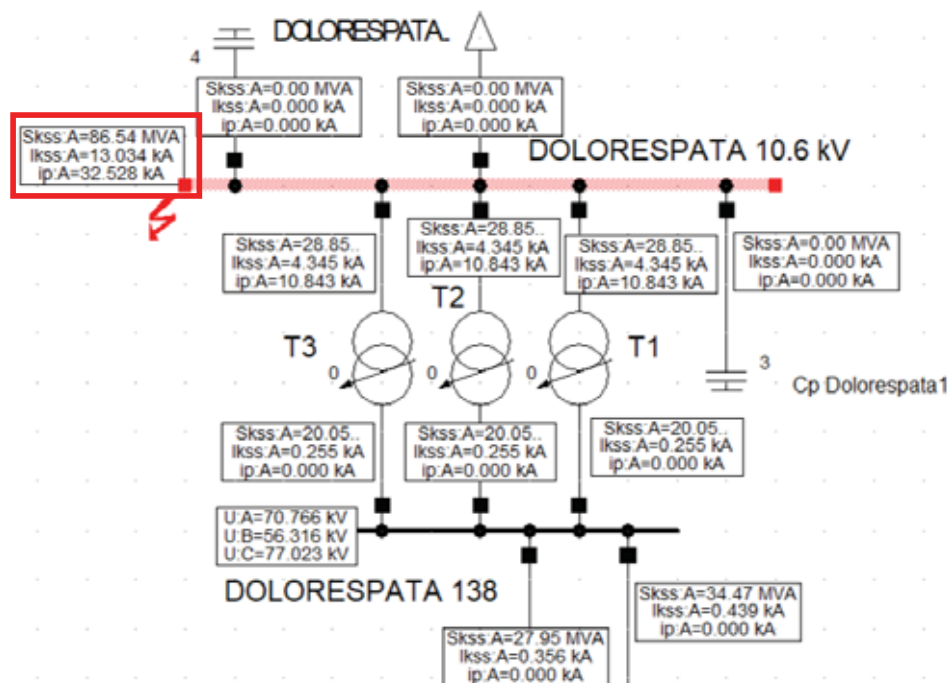 DOLORESPATA.
4
Skss:A=0.00 MVA
Ikss:A=0.000 kA
ip:A=0.000 kA
Skss:A=0.00 MVA
Ikss:A=0.000 kA
ip:A=0.000 kA
Skss:A=86.54 MVA
Ikss:A=13.034 kA
ip:A=32.528 kA
DOLORESPATA 10.6 kV
Skss:A=28.85..
Ikss:A=4.345 kA
ip:A=10.843 kA
Skss:A=28.85..
Ikss:A=4.345 kA
ip:A=10.843 kA
Skss:A=28.85..
Ikss:A=4.345 kA
ip:A=10.843 kA
Skss:A=0.00 MVA
Ikss:A=0.000 kA
ip:A=0.000 kA
T3
T2
T1
0
0
0
3
Cp Dolorespata1
Skss:A=20.05..
Ikss:A=0.255 kA
ip:A=0.000 kA
Skss:A=20.05..
Ikss:A=0.255 kA
ip:A=0.000 kA
Skss:A=20.05..
Ikss:A=0.255 kA
ip:A=0.000 kA
U:A=70.766 kV
U:B=56.316 kV
U:C=77.023 kV
DOLORESPATA 138
Skss:A=27.95 MVA
Ikss:A=0.356 kA
ip:A=0.000 kA
Skss:A=34.47 MVA
Ikss:A=0.439 kA
ip:A=0.000 kA